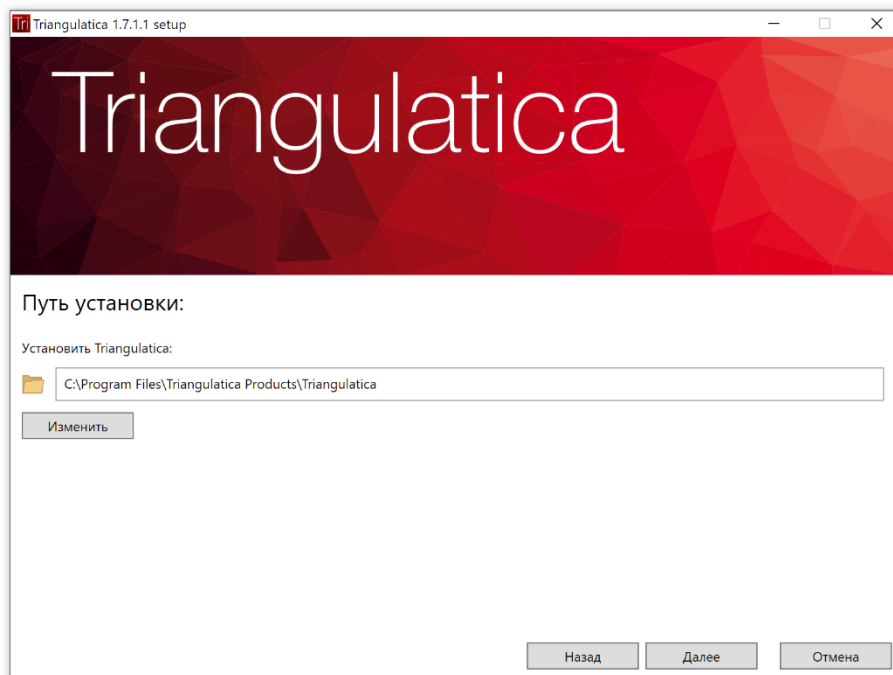 Tri Triangulatica 1.7.1.1 setup
Triangulatica
Путь установки:
Установить Triangulatica:
C:\Program Files\Triangulatica Products\Triangulatica
Изменить
Назад Далее Отмена